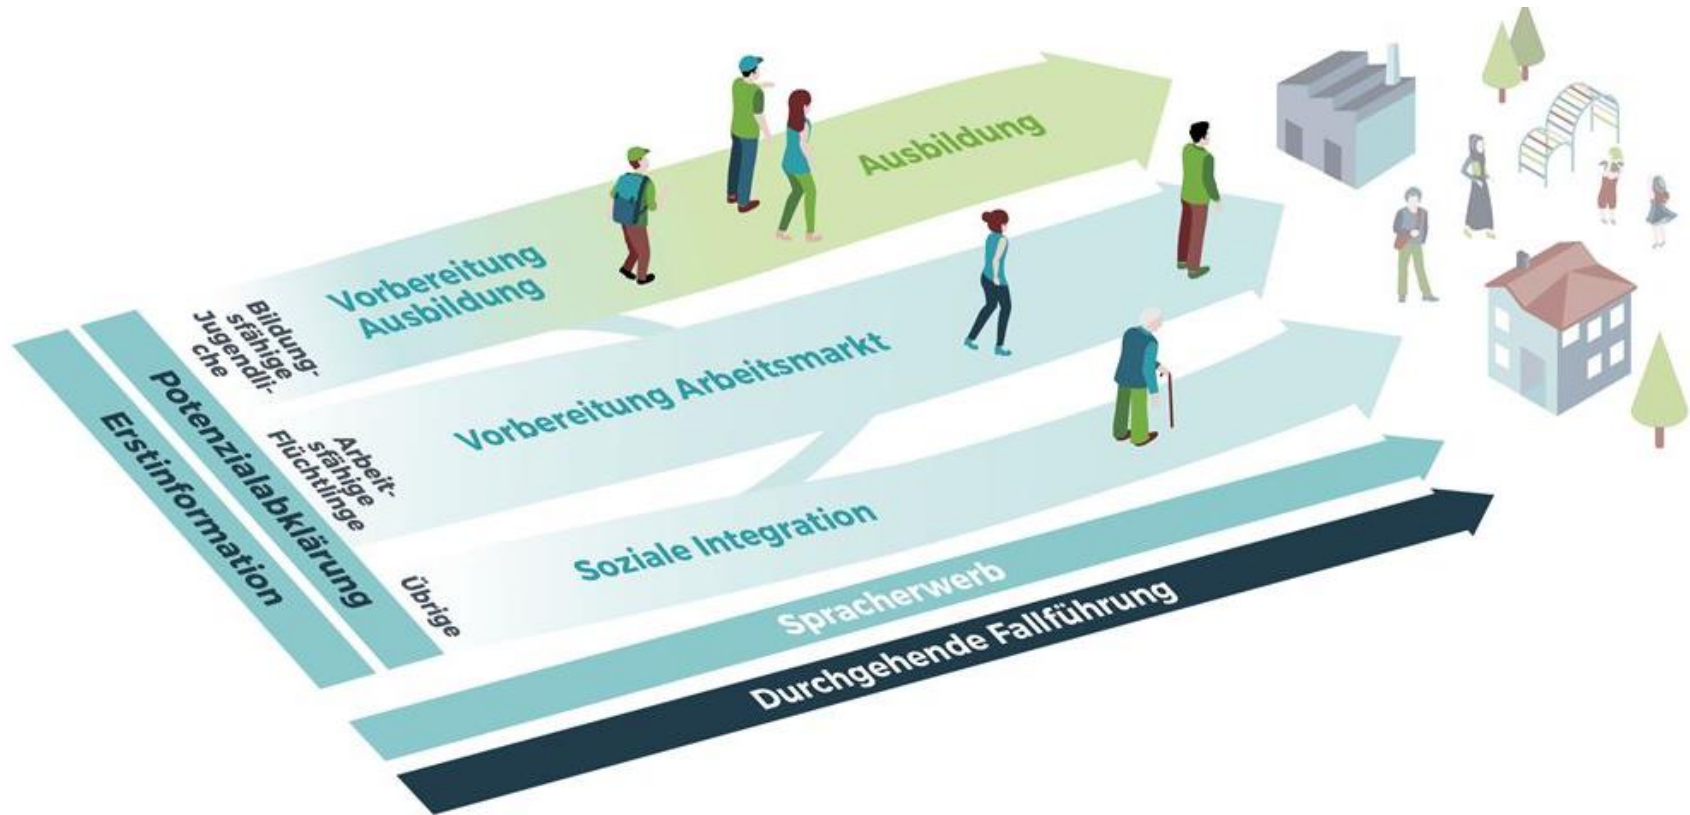 Erstinformation
Potenzialabklärung
Bildung-
sfähige
Jugendli-
che
Vorbereitung
Ausbildung
Ausbildung
Arbeit-
sfähige
Flüchtlinge
Vorbereitung Arbeitsmarkt
Übrige
Soziale Integration
Spracherwerb
Durchgehende Fallführung